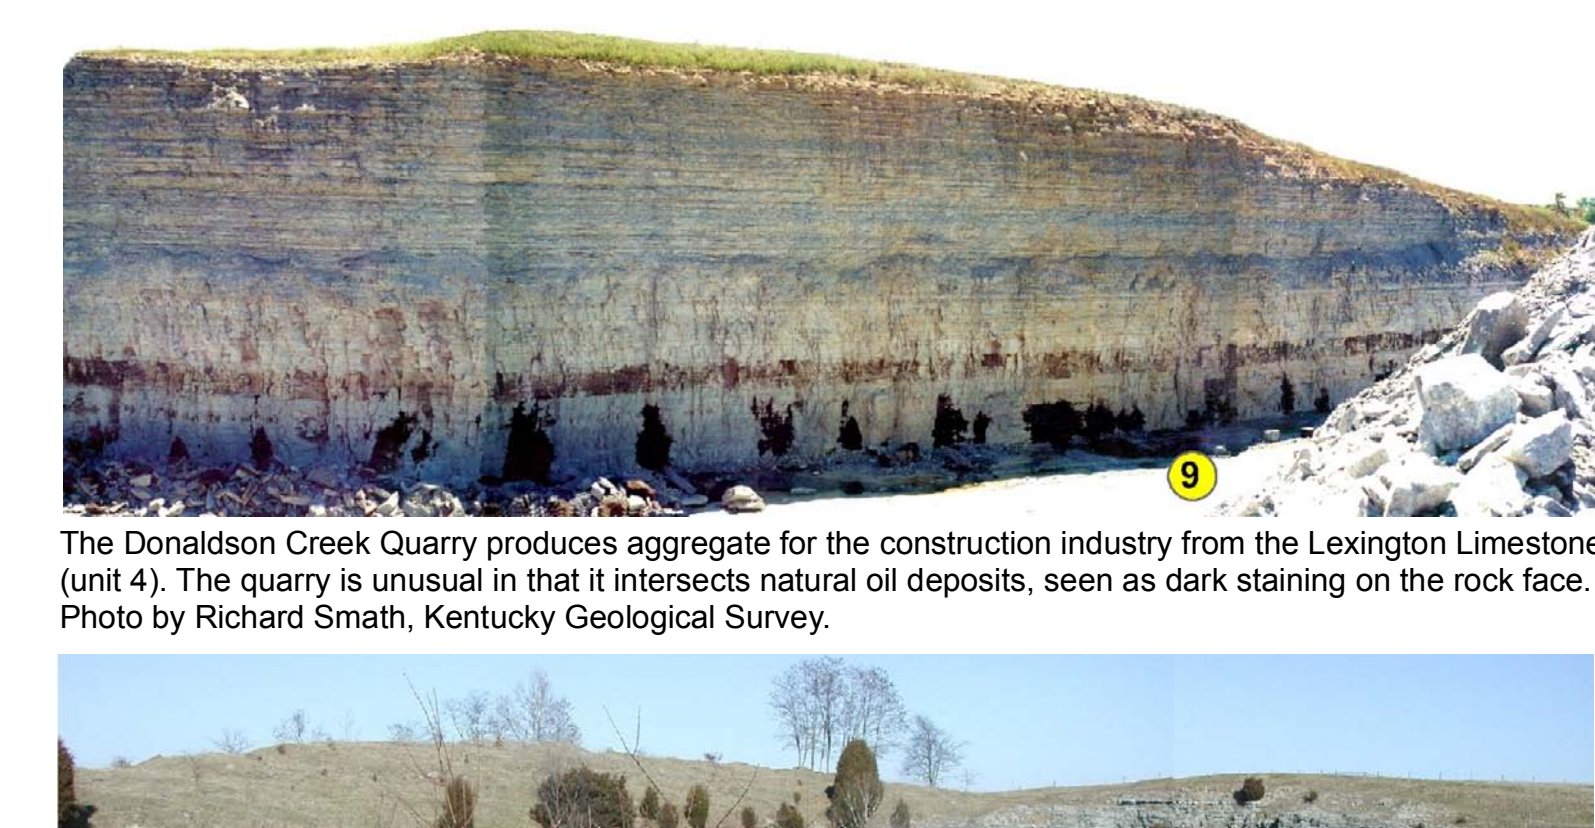 9
The Donaldson Creek Quarry produces aggregate for the construction industry from the Lexington Limestone
(unit 4). The quarry is unusual in that it intersects natural oil deposits, seen as dark staining on the rock face.
Photo by Richard Smath, Kentucky Geological Survey.